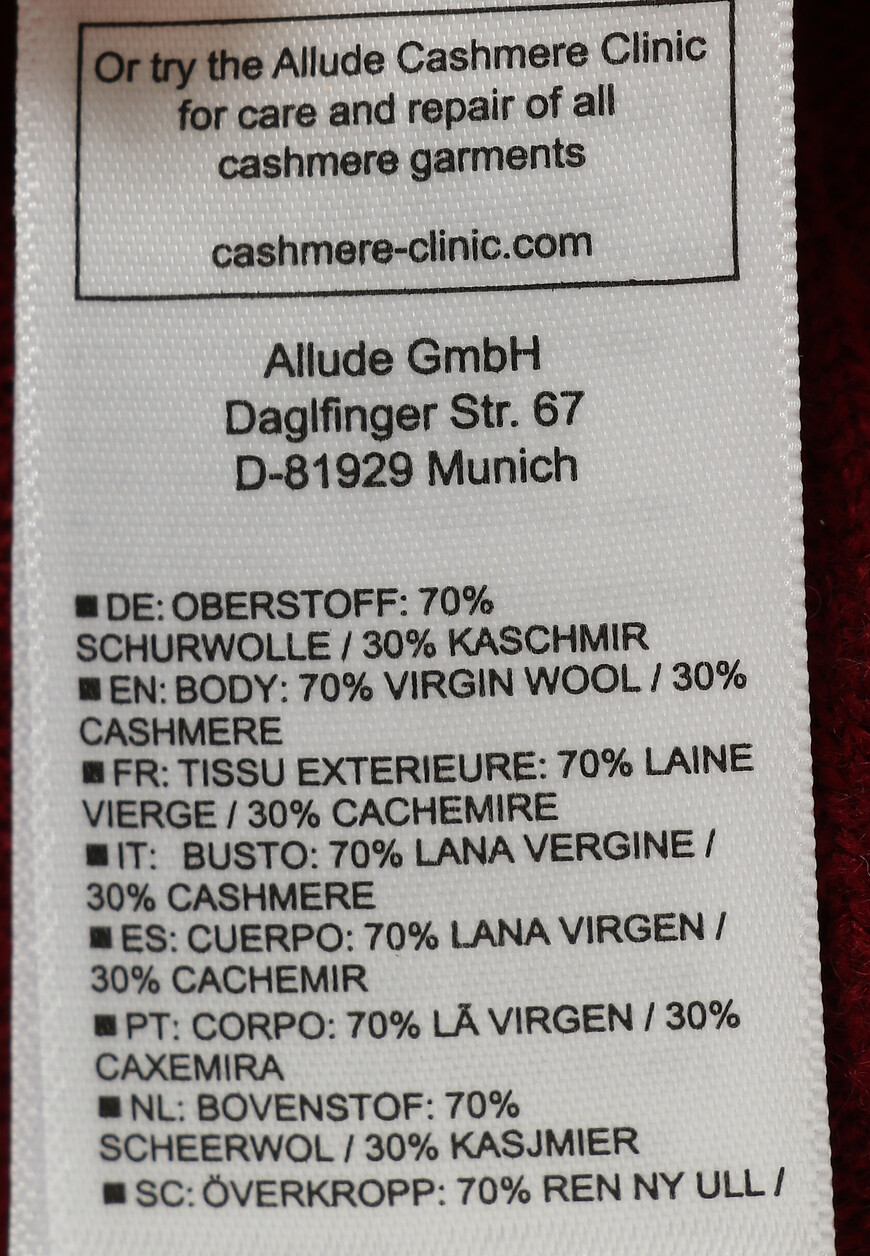 Or try the Allude Cashmere Clinic
for care and repair of all
cashmere garments
cashmere-clinic.com
Allude GmbH
Daglfinger Str. 67
D-81929 Munich
■ DE: OBERSTOFF: 70%
SCHURWOLLE / 30% KASCHMIR
■ EN: BODY: 70% VIRGIN WOOL / 30%
CASHMERE
■ FR: TISSU EXTERIEURE: 70% LAINE
VIERGE / 30% CACHEMIRE
■ IT: BUSTO: 70% LANA VERGINE /
30% CASHMERE
■ ES: CUERPO: 70% LANA VIRGEN /
30% CACHEMIR
■ PT: CORPO: 70% LÃ VIRGEN / 30%
CAXEMIRA
■ NL: BOVENSTOF: 70%
SCHEERWOL / 30% KASJMIER
■ SC: ÖVERKROPP: 70% REN NY ULL /